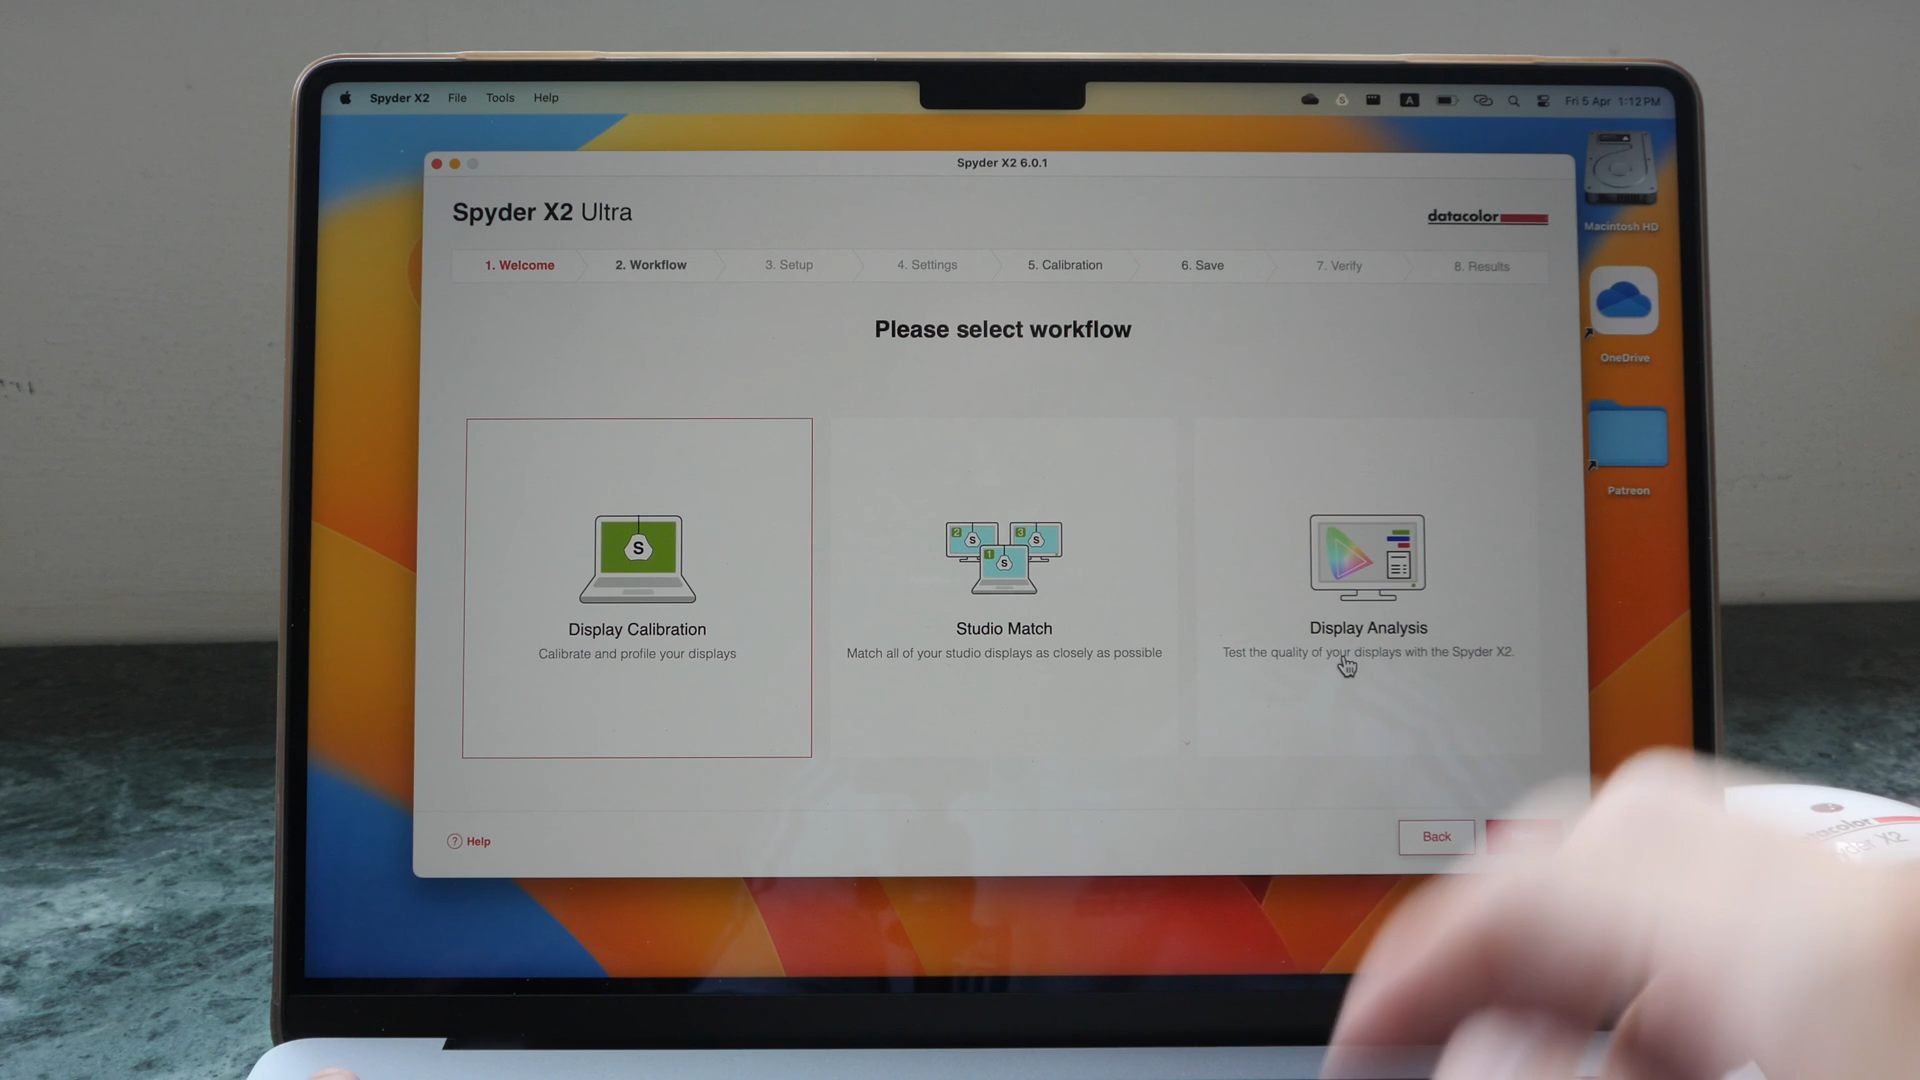 Spyder X2 File Tools Help
A Fri 5 Apr 1:12 PM
Spyder X2 6.0.1
Spyder X2 Ultra
datacolor
Macintosh HD
1. Welcome 2. Workflow 3. Setup 4. Settings 5. Calibration 6. Save 7. Verify 8. Results
Please select workflow
OneDrive
Patreon
S
2 S 3 S
1 S
Display Calibration
Calibrate and profile your displays
Studio Match
Match all of your studio displays as closely as possible
Display Analysis
Test the quality of your displays with the Spyder X2.
? Help
Back
X2